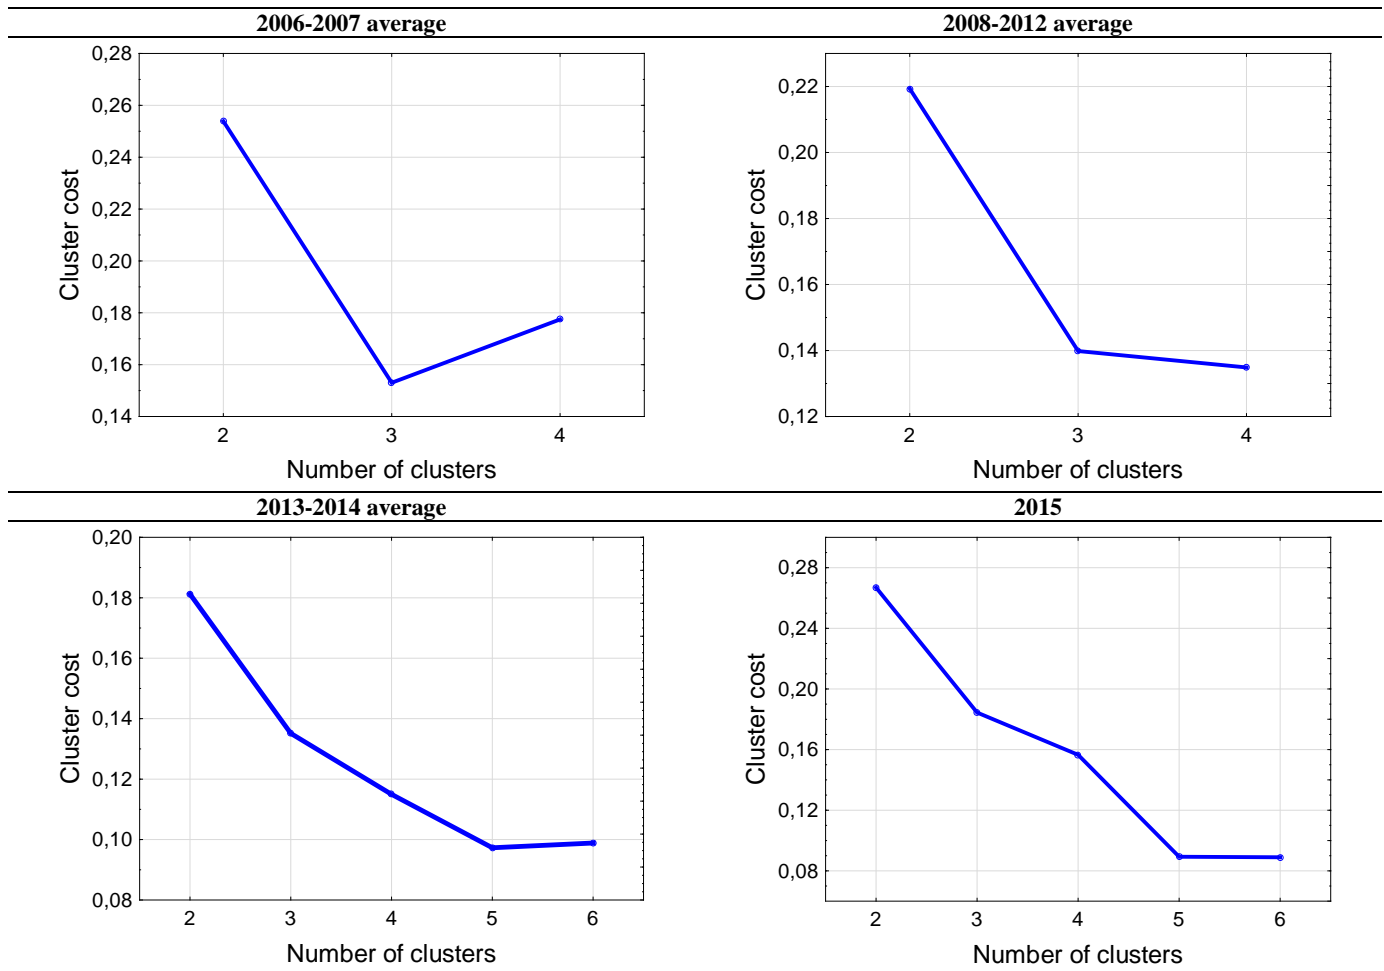 2006-2007 average
2008-2012 average
0,28
0,26
0,24
0,22
0,20
0,18
0,16
0,14
Cluster cost
2 3 4
Number of clusters
0,22
0,20
0,18
0,16
0,14
0,12
Cluster cost
2 3 4
Number of clusters
2013-2014 average
2015
0,20
0,18
0,16
0,14
0,12
0,10
0,08
Cluster cost
2 3 4 5 6
Number of clusters
0,28
0,24
0,20
0,16
0,12
0,08
Cluster cost
2 3 4 5 6
Number of clusters